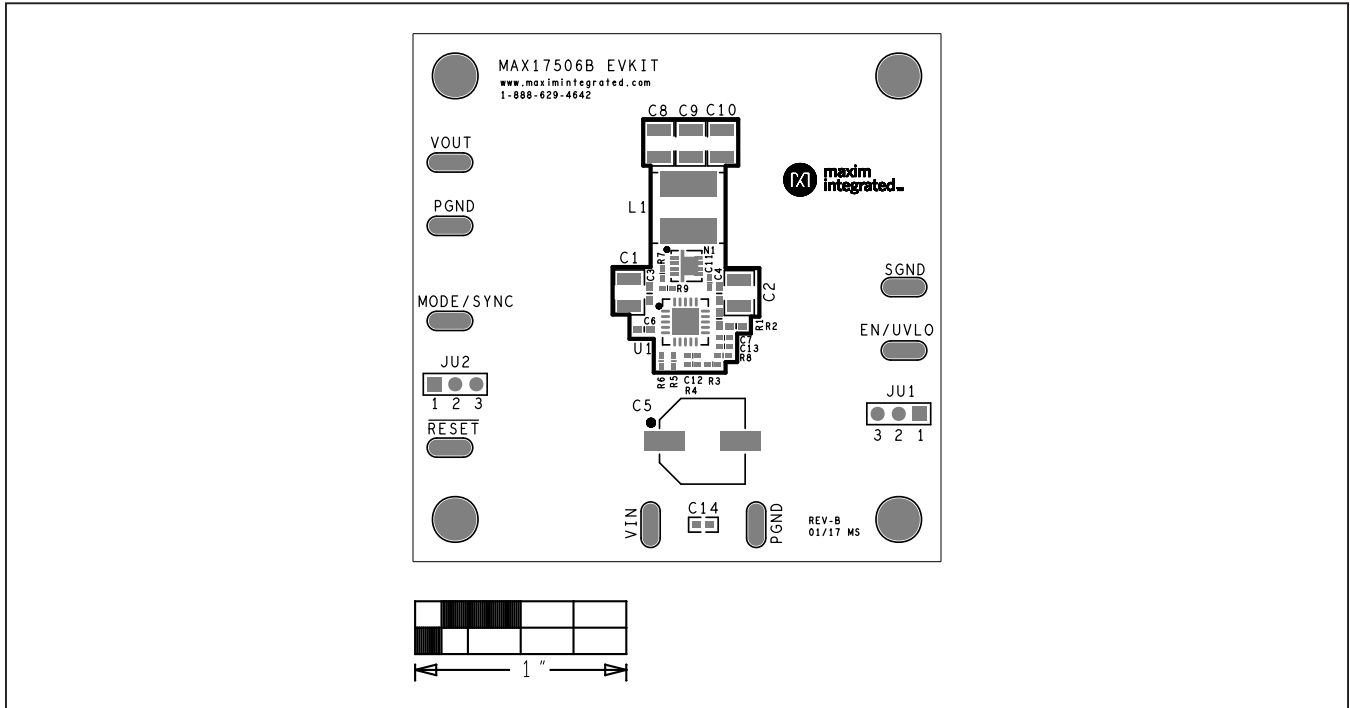 MAX17506B EVKIT
www.maximintegrated.com
1-888-629-4642
C8 C9 C10
VOUT
maxim
integrated™
PGND
L1
N1
R7
C11
C1
C3
C4
R9
C2
SGND
MODE/SYNC
C6
R1
R2
EN/UVLO
U1
C7
C13
R8
JU2
1 2 3
R6
R5
C12
R3
R4
JU1
3 2 1
C5
RESET
VIN
C14
PGND
REV-B
01/17 MS
1"